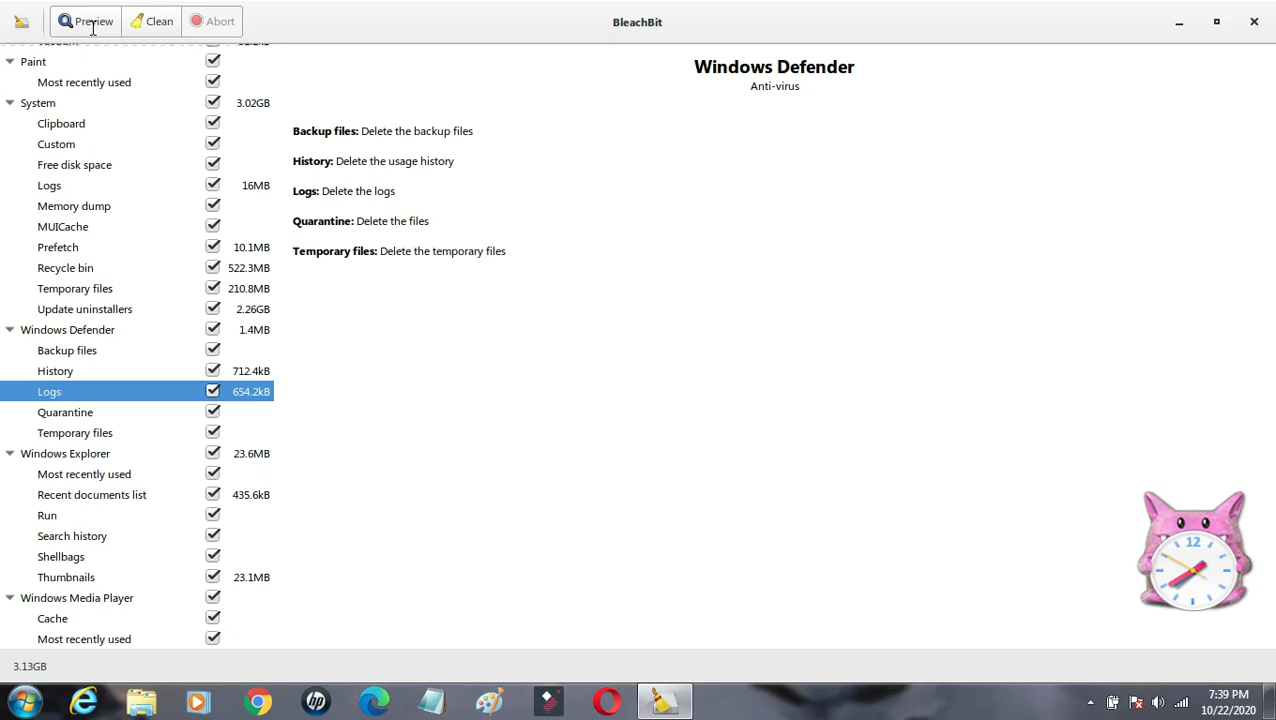 Preview Clean Abort BleachBit
Paint
Most recently used
System 3.02GB
Clipboard
Custom
Free disk space
Logs 16MB
Memory dump
MUICache
Prefetch 10.1MB
Recycle bin 522.3MB
Temporary files 210.8MB
Update uninstallers 2.26GB
Windows Defender 1.4MB
Backup files
History 712.4kB
Logs 654.2kB
Quarantine
Temporary files
Windows Explorer 23.6MB
Most recently used
Recent documents list 435.6kB
Run
Search history
Shellbags
Thumbnails 23.1MB
Windows Media Player
Cache
Most recently used
Windows Defender
Anti-virus
Backup files: Delete the backup files
History: Delete the usage history
Logs: Delete the logs
Quarantine: Delete the files
Temporary files: Delete the temporary files
12
3.13GB
hp
7:39 PM
10/22/2020